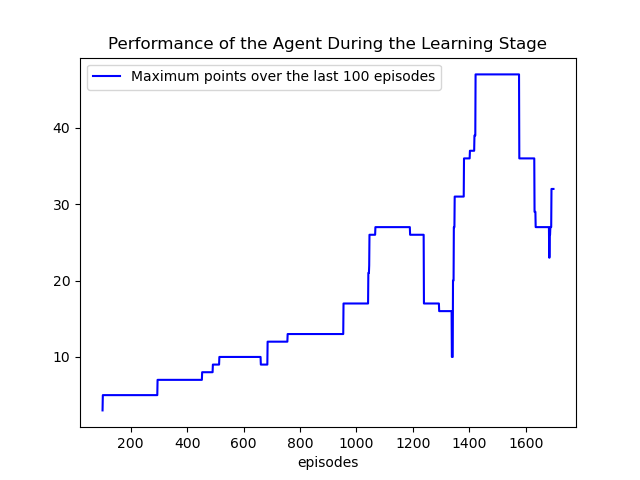 Performance of the Agent During the Learning Stage
Maximum points over the last 100 episodes
40
30
20
10
200 400 600 800 1000 1200 1400 1600
episodes